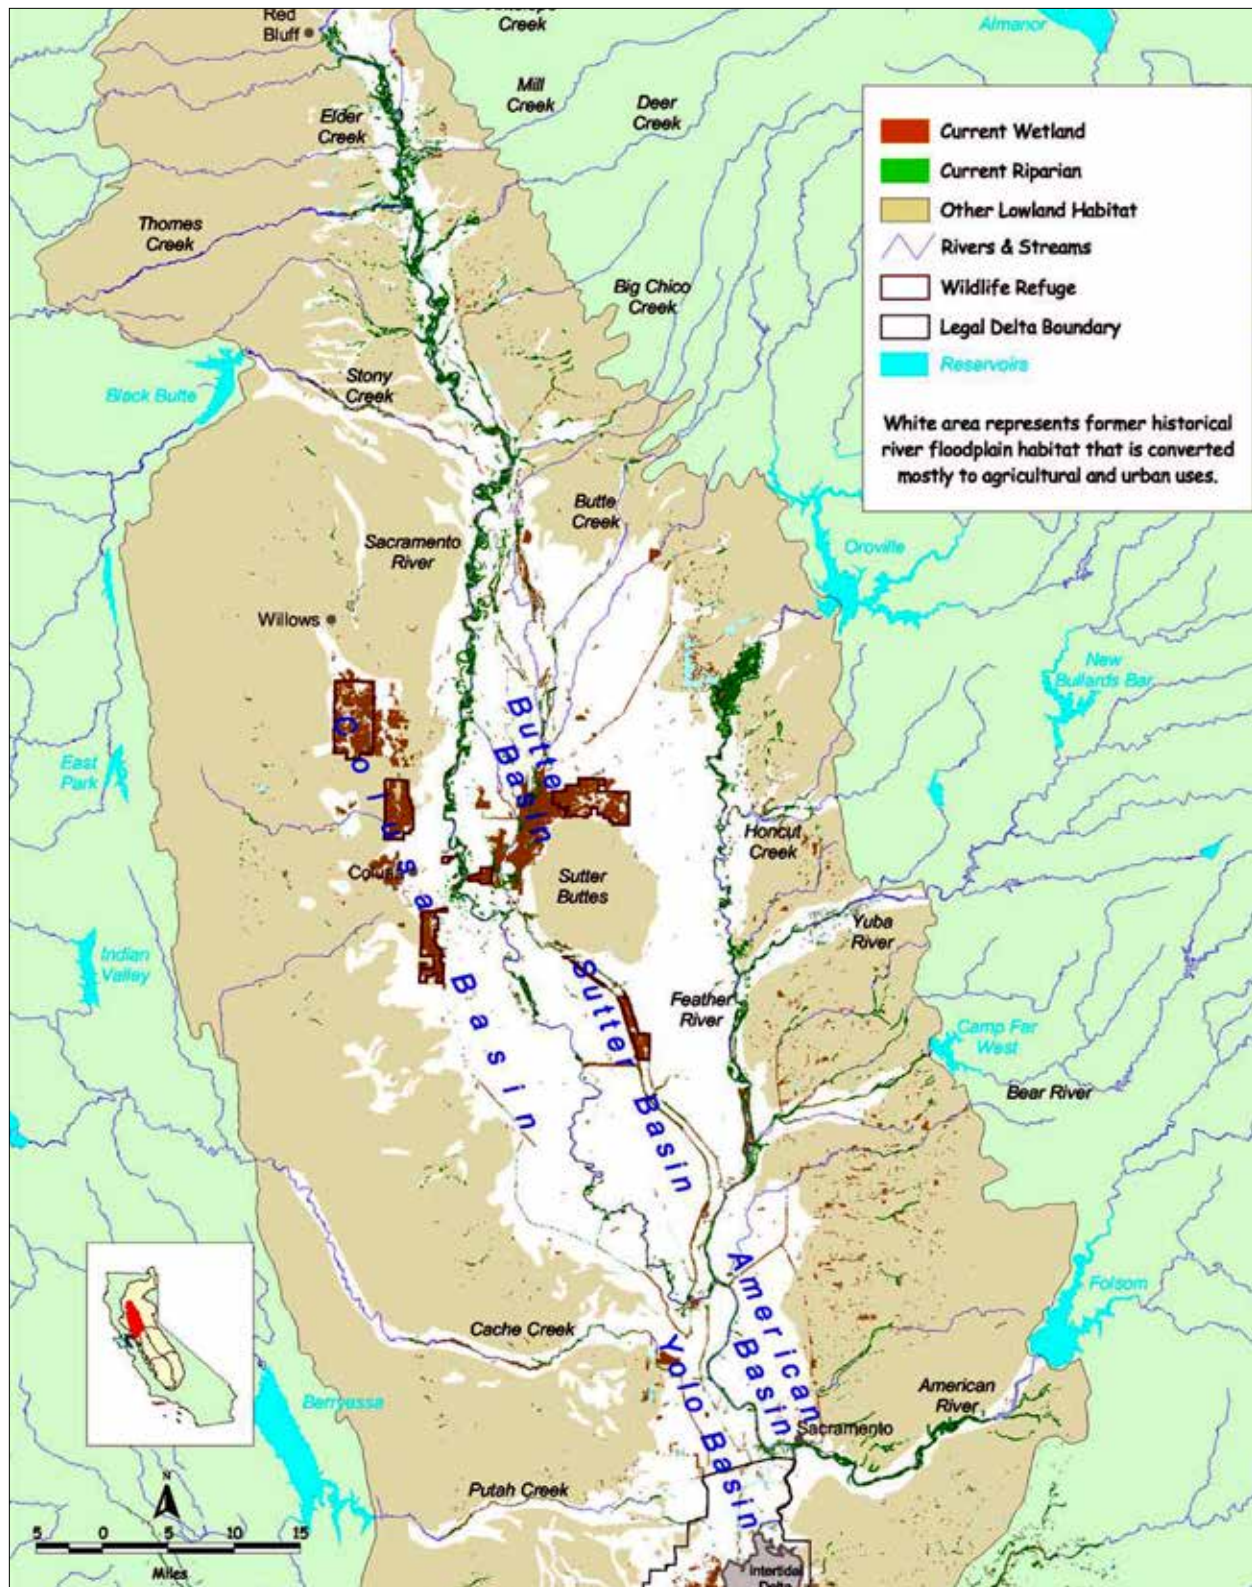 Red
Bluff
Creek
Almanor
Mill
Creek
Deer
Creek
Elder
Creek
Thomes
Creek
Big Chico
Creek
Black Butte
Stony
Creek
Current Wetland
Current Riparian
Other Lowland Habitat
Rivers & Streams
Wildlife Refuge
Legal Delta Boundary
Reservoirs
White area represents former historical
river floodplain habitat that is converted
mostly to agricultural and urban uses.
Butte
Creek
Sacramento
River
Oroville
Willows
New
Bullards Bar
East
Park
Butte
Basin
Colusa
Basin
Honcut
Creek
Colusa
Sutter
Buttes
Yuba
River
Indian
Valley
Sutter
Basin
Feather
River
Camp Far
West
Bear River
American
Basin
Folsom
Cache Creek
Yolo Basin
Berryessa
American
River
Sacramento
Putah Creek
N
5 0 5 10 15
Miles
Intertidal
Delta